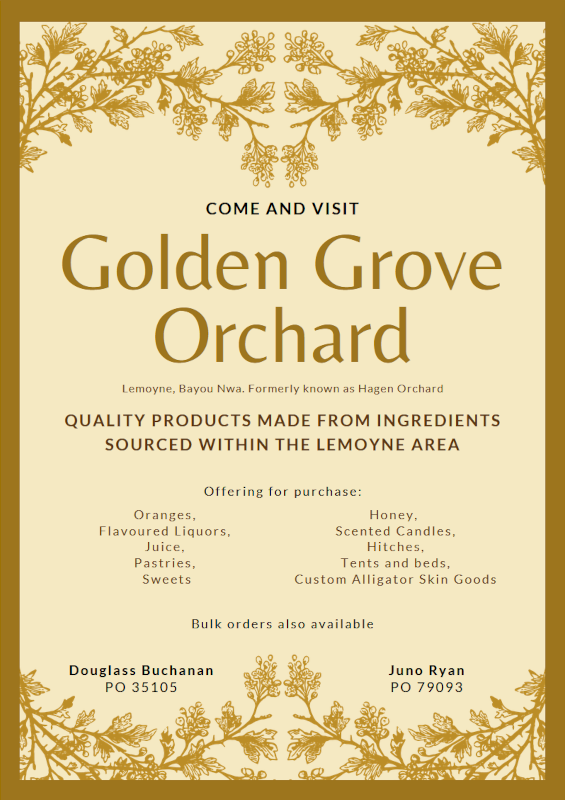 COME AND VISIT
Golden Grove
Orchard
Lemoyne, Bayou Nwa. Formerly known as Hagen Orchard
QUALITY PRODUCTS MADE FROM INGREDIENTS
SOURCED WITHIN THE LEMOYNE AREA
Offering for purchase:
Oranges,
Flavoured Liquors,
Juice,
Pastries,
Sweets
Honey,
Scented Candles,
Hitches,
Tents and beds,
Custom Alligator Skin Goods
Bulk orders also available
Douglass Buchanan
PO 35105
Juno Ryan
PO 79093